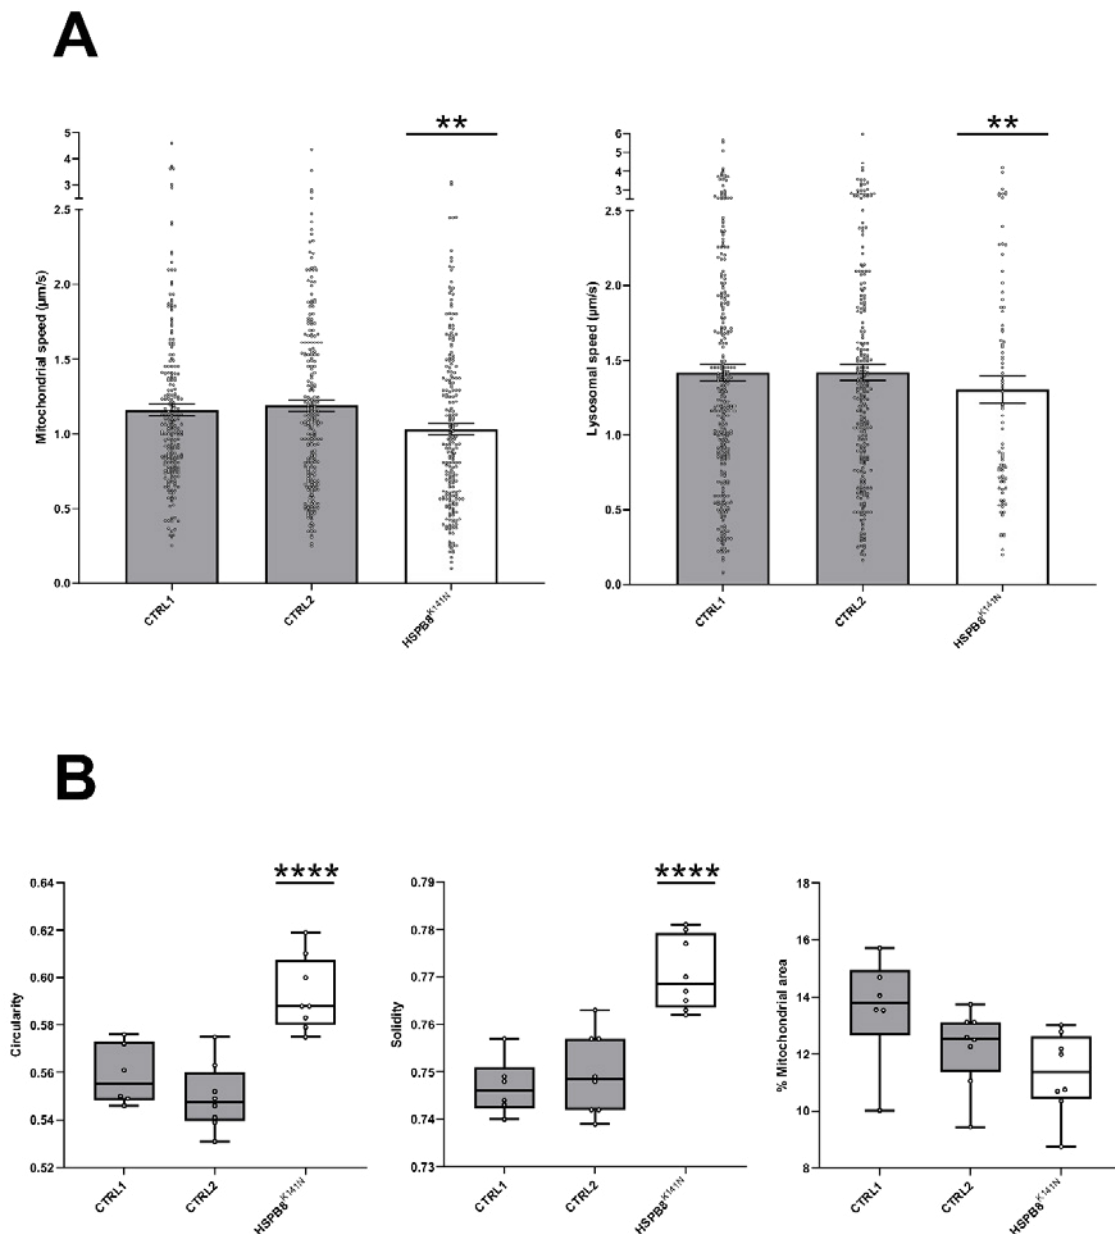 A
**
Mitochondrial speed (µm/s)
5
4
3
2.5
2.0
1.5
1.0
0.5
0.0
CTRL1
CTRL2
HSPB8K141N
**
Lysosomal speed (µm/s)
6
5
4
3
2.5
2.0
1.5
1.0
0.5
0.0
CTRL1
CTRL2
HSPB8K141N
B
****
Circularity
0.64
0.62
0.60
0.58
0.56
0.54
0.52
CTRL1
CTRL2
HSPB8K141N
****
Solidity
0.79
0.78
0.77
0.76
0.75
0.74
0.73
CTRL1
CTRL2
HSPB8K141N
% Mitochondrial area
18
16
14
12
10
8
CTRL1
CTRL2
HSPB8K141N